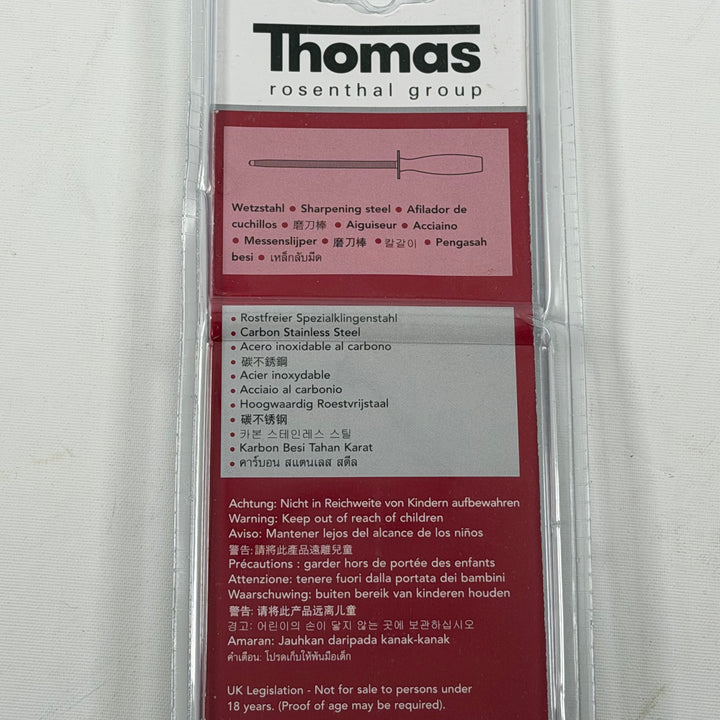 Thomas
rosenthal group
Wetzstahl • Sharpening steel • Afilador de
cuchillos • 磨刀棒 • Aiguiseur • Acciaino
• Messenslijper • 磨刀棒 • 칼갈이 • Pengasah
besi • เหล็กลับมีด
• Rostfreier Spezialklingenstahl
• Carbon Stainless Steel
• Acero inoxidable al carbono
• 碳不銹鋼
• Acier inoxydable
• Acciaio al carbonio
• Hoogwaardig Roestvrijstaal
• 碳不锈钢
• 카본 스테인레스 스틸
• Karbon Besi Tahan Karat
• คาร์บอน สแตนเลส สตีล
Achtung: Nicht in Reichweite von Kindern aufbewahren
Warning: Keep out of reach of children
Aviso: Mantener lejos del alcance de los niños
警告:請將此產品遠離兒童
Précautions : garder hors de portée des enfants
Attenzione: tenere fuori dalla portata dei bambini
Waarschuwing: buiten bereik van kinderen houden
警告: 请将此产品远离儿童
경고: 어린이의 손이 닿지 않는 곳에 보관하십시오
Amaran: Jauhkan daripada kanak-kanak
คำเตือน: โปรดเก็บให้พ้นมือเด็ก
UK Legislation - Not for sale to persons under
18 years. (Proof of age may be required).